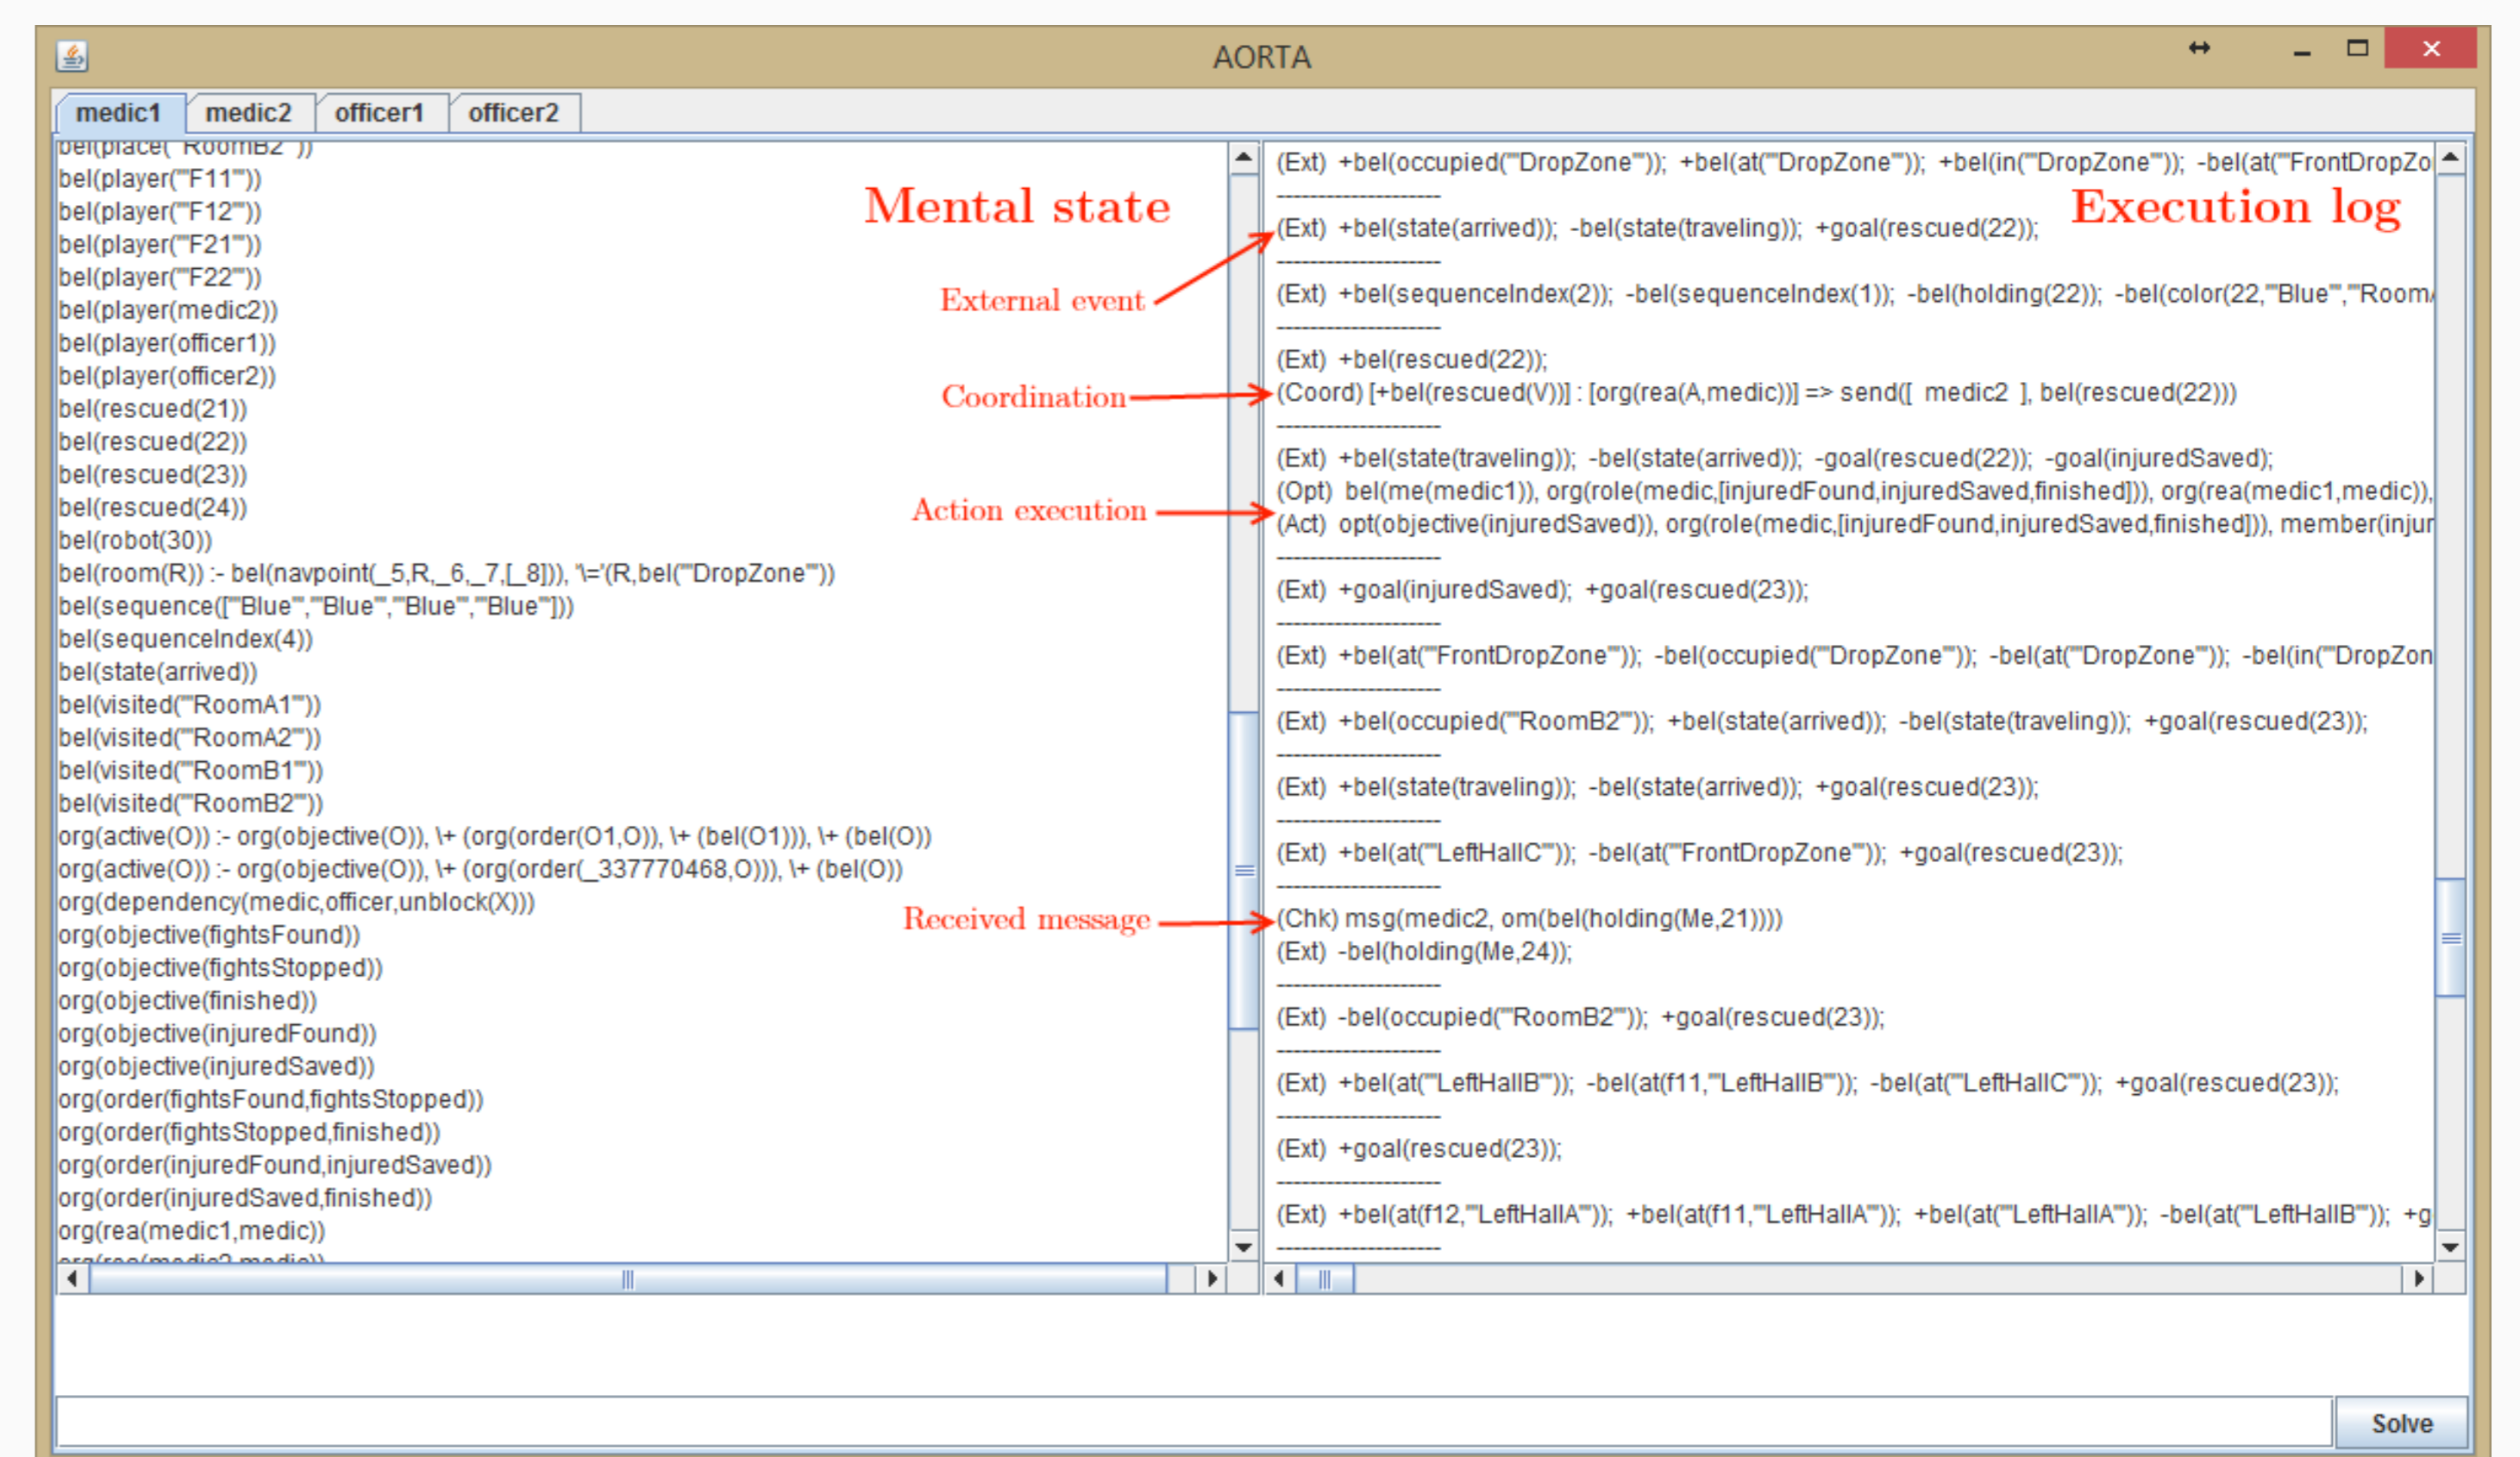 AORTA
medic1 medic2 officer1 officer2
bel(place("RoomB2"))
bel(player("'F11'"))
bel(player("'F12'"))
bel(player("'F21'"))
bel(player("'F22'"))
bel(player(medic2))
bel(player(officer1))
bel(player(officer2))
bel(rescued(21))
bel(rescued(22))
bel(rescued(23))
bel(rescued(24))
bel(robot(30))
bel(room(R)) :- bel(navpoint(_5,R,_6,_7,[_8])), '\='(R,bel("'DropZone'"))
bel(sequence(["'Blue'","'Blue'","'Blue'","'Blue'"]))
bel(sequenceIndex(4))
bel(state(arrived))
bel(visited("'RoomA1'"))
bel(visited("'RoomA2'"))
bel(visited("'RoomB1'"))
bel(visited("'RoomB2'"))
org(active(O)) :- org(objective(O)), \+ (org(order(O1,O)), \+ (bel(O1))), \+ (bel(O))
org(active(O)) :- org(objective(O)), \+ (org(order(_337770468,O))), \+ (bel(O))
org(dependency(medic,officer,unblock(X)))
org(objective(fightsFound))
org(objective(fightsStopped))
org(objective(finished))
org(objective(injuredFound))
org(objective(injuredSaved))
org(order(fightsFound,fightsStopped))
org(order(fightsStopped,finished))
org(order(injuredFound,injuredSaved))
org(order(injuredSaved,finished))
org(rea(medic1,medic))
org(rea(medic2,medic))
Mental state
External event
Coordination
Action execution
Received message
Execution log
(Ext) +bel(occupied("'DropZone'")); +bel(at("'DropZone'")); +bel(in("'DropZone'")); -bel(at("'FrontDropZo
--------------------
(Ext) +bel(state(arrived)); -bel(state(traveling)); +goal(rescued(22));
--------------------
(Ext) +bel(sequenceIndex(2)); -bel(sequenceIndex(1)); -bel(holding(22)); -bel(color(22,"'Blue'","'Room
--------------------
(Ext) +bel(rescued(22));
(Coord) [+bel(rescued(V))] : [org(rea(A,medic))] => send([ medic2 ], bel(rescued(22)))
--------------------
(Ext) +bel(state(traveling)); -bel(state(arrived)); -goal(rescued(22)); -goal(injuredSaved);
(Opt) bel(me(medic1)), org(role(medic,[injuredFound,injuredSaved,finished])), org(rea(medic1,medic)),
(Act) opt(objective(injuredSaved)), org(role(medic,[injuredFound,injuredSaved,finished])), member(injur
--------------------
(Ext) +goal(injuredSaved); +goal(rescued(23));
--------------------
(Ext) +bel(at("'FrontDropZone'")); -bel(occupied("'DropZone'")); -bel(at("'DropZone'")); -bel(in("'DropZon
--------------------
(Ext) +bel(occupied("'RoomB2'")); +bel(state(arrived)); -bel(state(traveling)); +goal(rescued(23));
--------------------
(Ext) +bel(state(traveling)); -bel(state(arrived)); +goal(rescued(23));
--------------------
(Ext) +bel(at("'LeftHallC'")); -bel(at("'FrontDropZone'")); +goal(rescued(23));
--------------------
(Chk) msg(medic2, om(bel(holding(Me,21))))
(Ext) -bel(holding(Me,24));
--------------------
(Ext) -bel(occupied("'RoomB2'")); +goal(rescued(23));
--------------------
(Ext) +bel(at("'LeftHallB'")); -bel(at(f11,"'LeftHallB'")); -bel(at("'LeftHallC'")); +goal(rescued(23));
--------------------
(Ext) +goal(rescued(23));
--------------------
(Ext) +bel(at(f12,"'LeftHallA'")); +bel(at(f11,"'LeftHallA'")); +bel(at("'LeftHallA'")); -bel(at("'LeftHallB'")); +g
--------------------
Solve